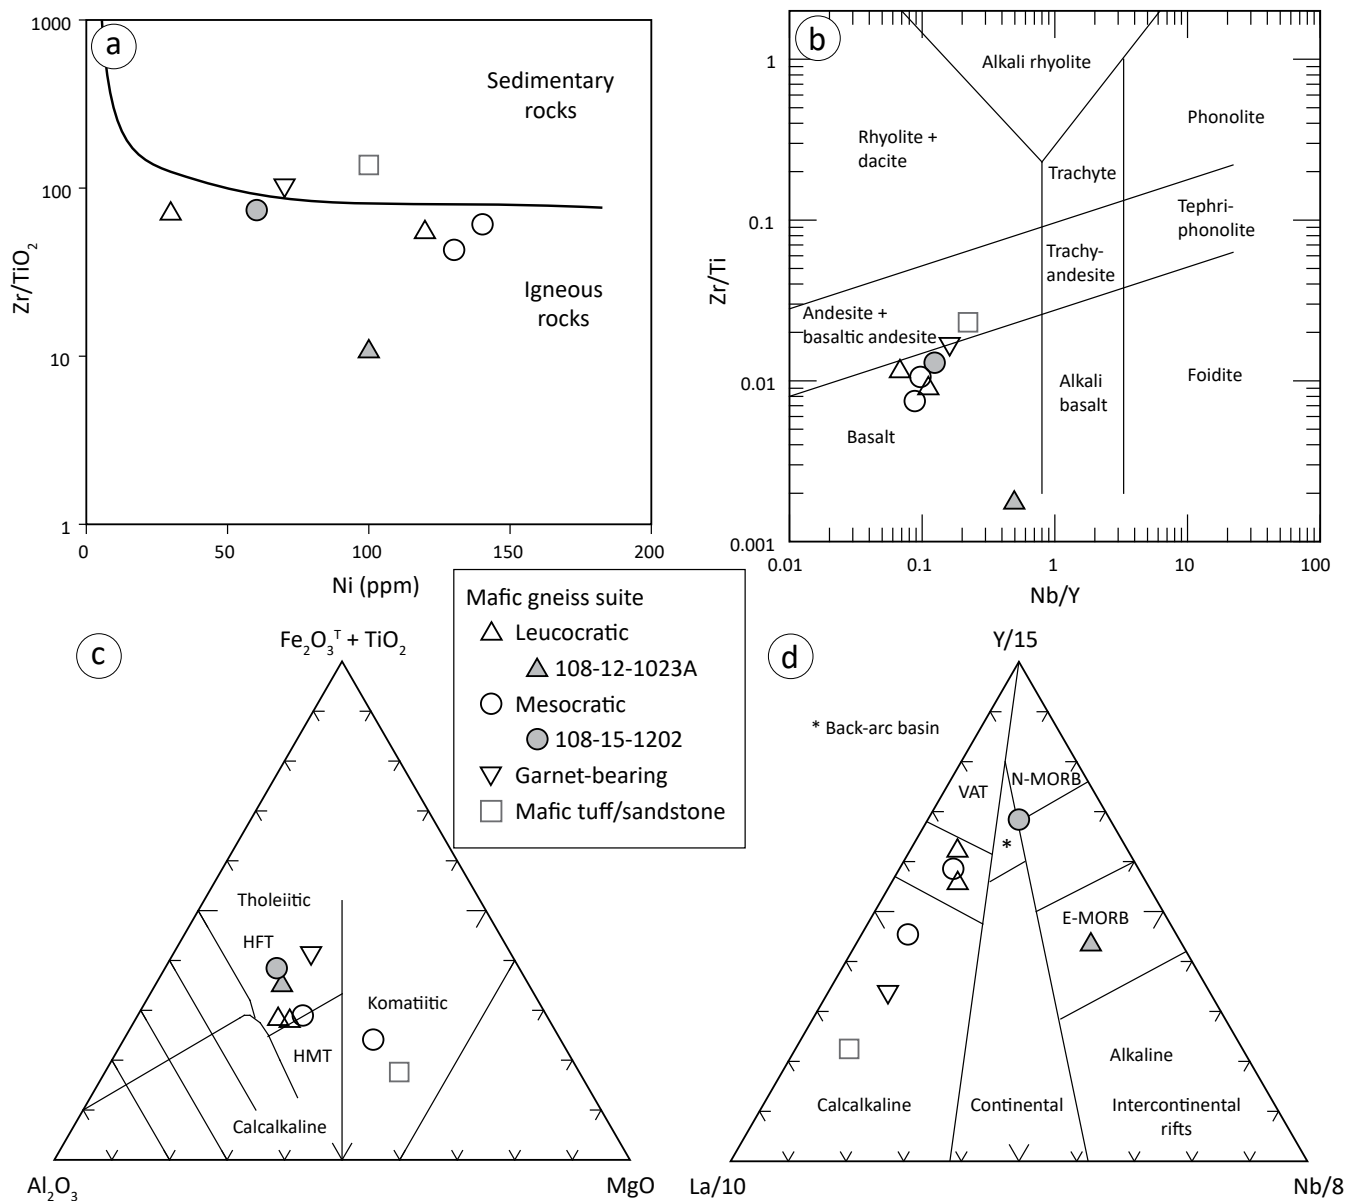 a
1000
100
10
1
Zr/TiO2
Sedimentary
rocks
Igneous
rocks
0
50
100
150
200
Ni (ppm)
b
1
0.1
0.01
0.001
Zr/Ti
Alkali rhyolite
Rhyolite +
dacite
Phonolite
Trachyte
Tephri-
phonolite
Trachy-
andesite
Andesite +
basaltic andesite
Alkali
basalt
Foidite
Basalt
0.01
0.1
1
10
100
Nb/Y
Mafic gneiss suite
Leucocratic
108-12-1023A
Mesocratic
108-15-1202
Garnet-bearing
Mafic tuff/sandstone
c
Fe2O3T + TiO2
Tholeiitic
HFT
Komatiitic
HMT
Calcalkaline
Al2O3
MgO
d
Y/15
* Back-arc basin
VAT
N-MORB
*
E-MORB
Alkaline
Calcalkaline
Continental
Intercontinental
rifts
La/10
Nb/8